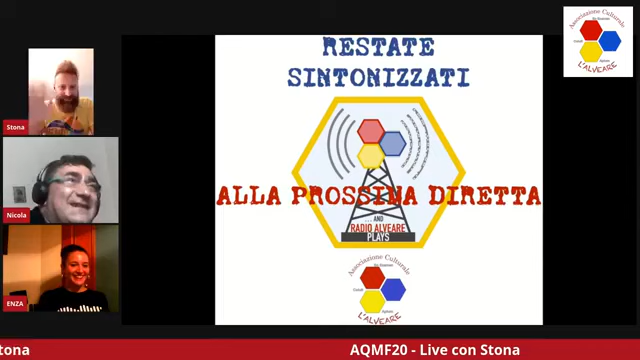 RESTATE
SINTONIZZATI
Associazione Culturale
L'ALVEARE
Stona
ALLA PROSSIMA DIRETTA
Nicola
... AND
RADIO ALVEARE
PLAYS
Associazione Culturale
L'ALVEARE
ENZA
tona
AQMF20 - Live con Stona